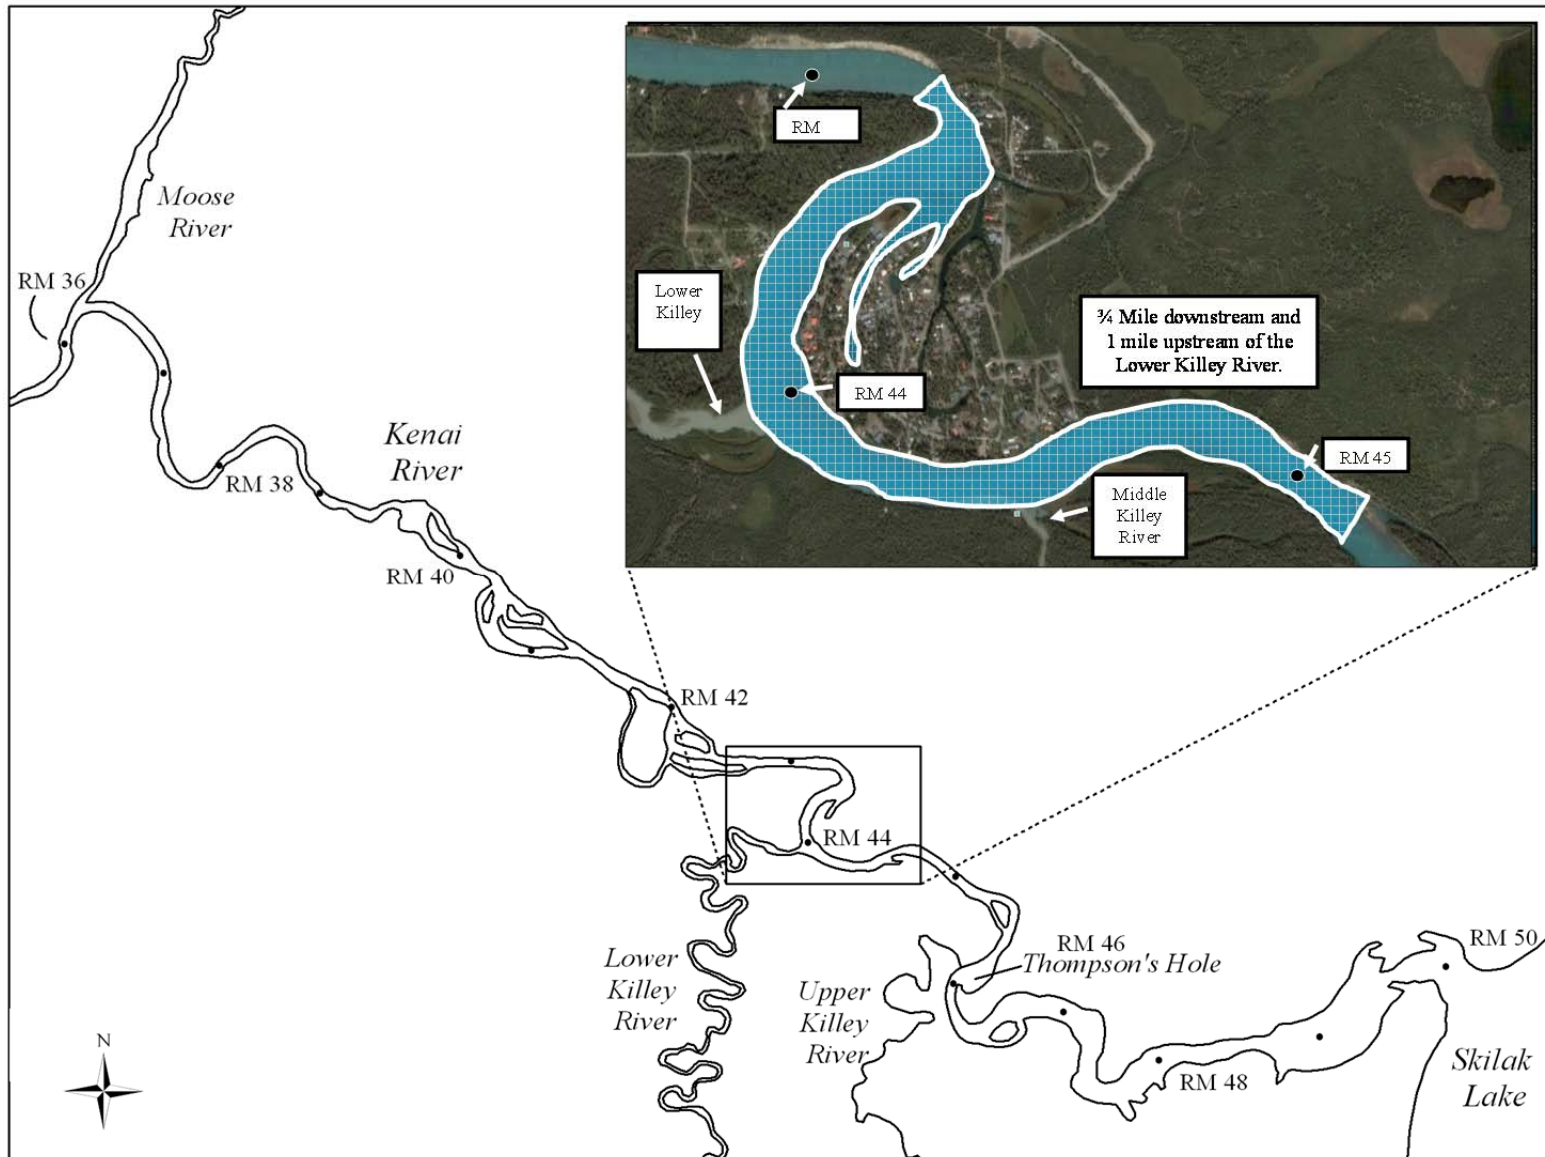 RM
Moose
River
RM 36
Lower
Killey
¾ Mile downstream and
1 mile upstream of the
Lower Killey River.
RM 44
RM 45
Kenai
River
RM 38
Middle
Killey
River
RM 40
RM 42
RM 44
Lower
Killey
River
Upper
Killey
River
RM 46
Thompson's Hole
RM 50
RM 48
Skilak
Lake
N